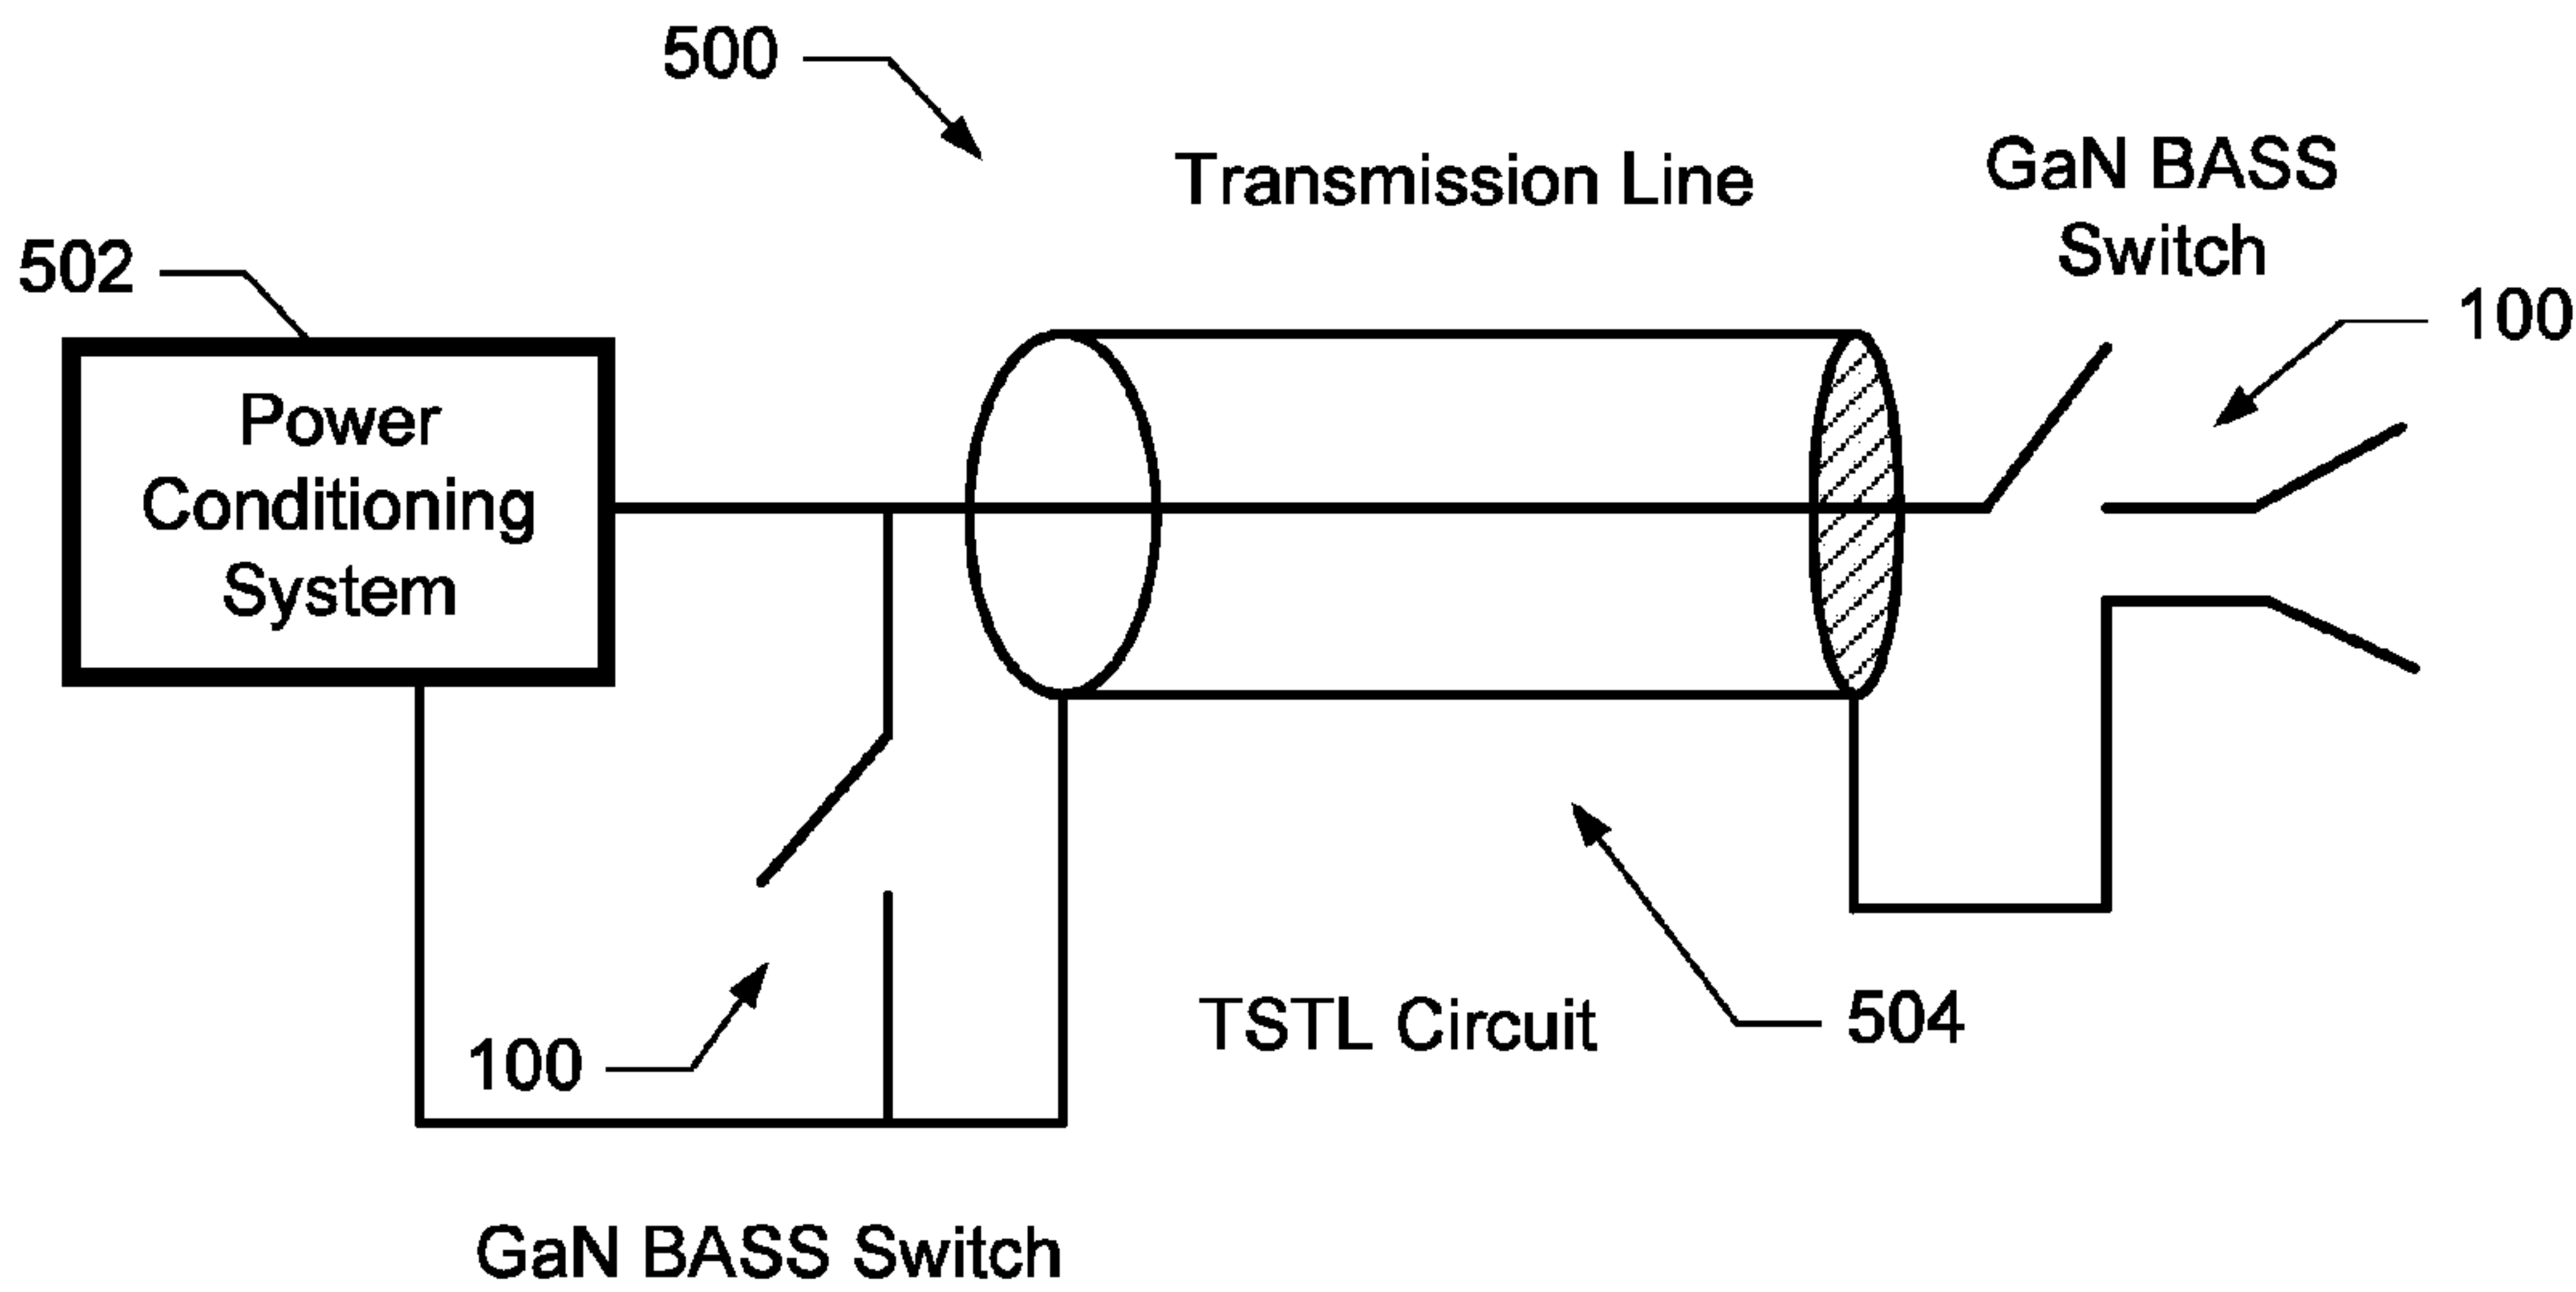 500
Transmission Line
GaN BASS
Switch
502
100
Power
Conditioning
System
100
TSTL Circuit
504
GaN BASS Switch